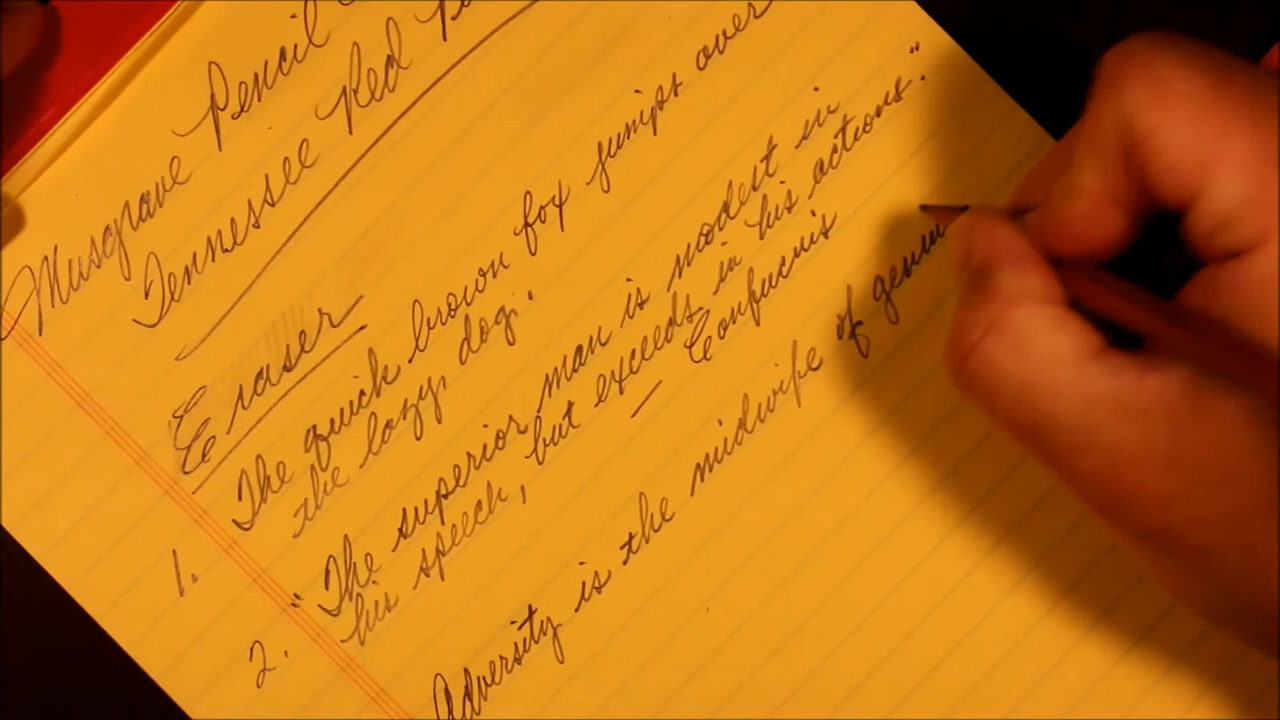 Musgrave Pencil
Tennessee Red
Eraser
1. The quick brown fox jumps over
the lazy dog.
2. "The superior man is modest in
his speech, but exceeds in his actions."
— Confucius
Adversity is the midwife of geniu